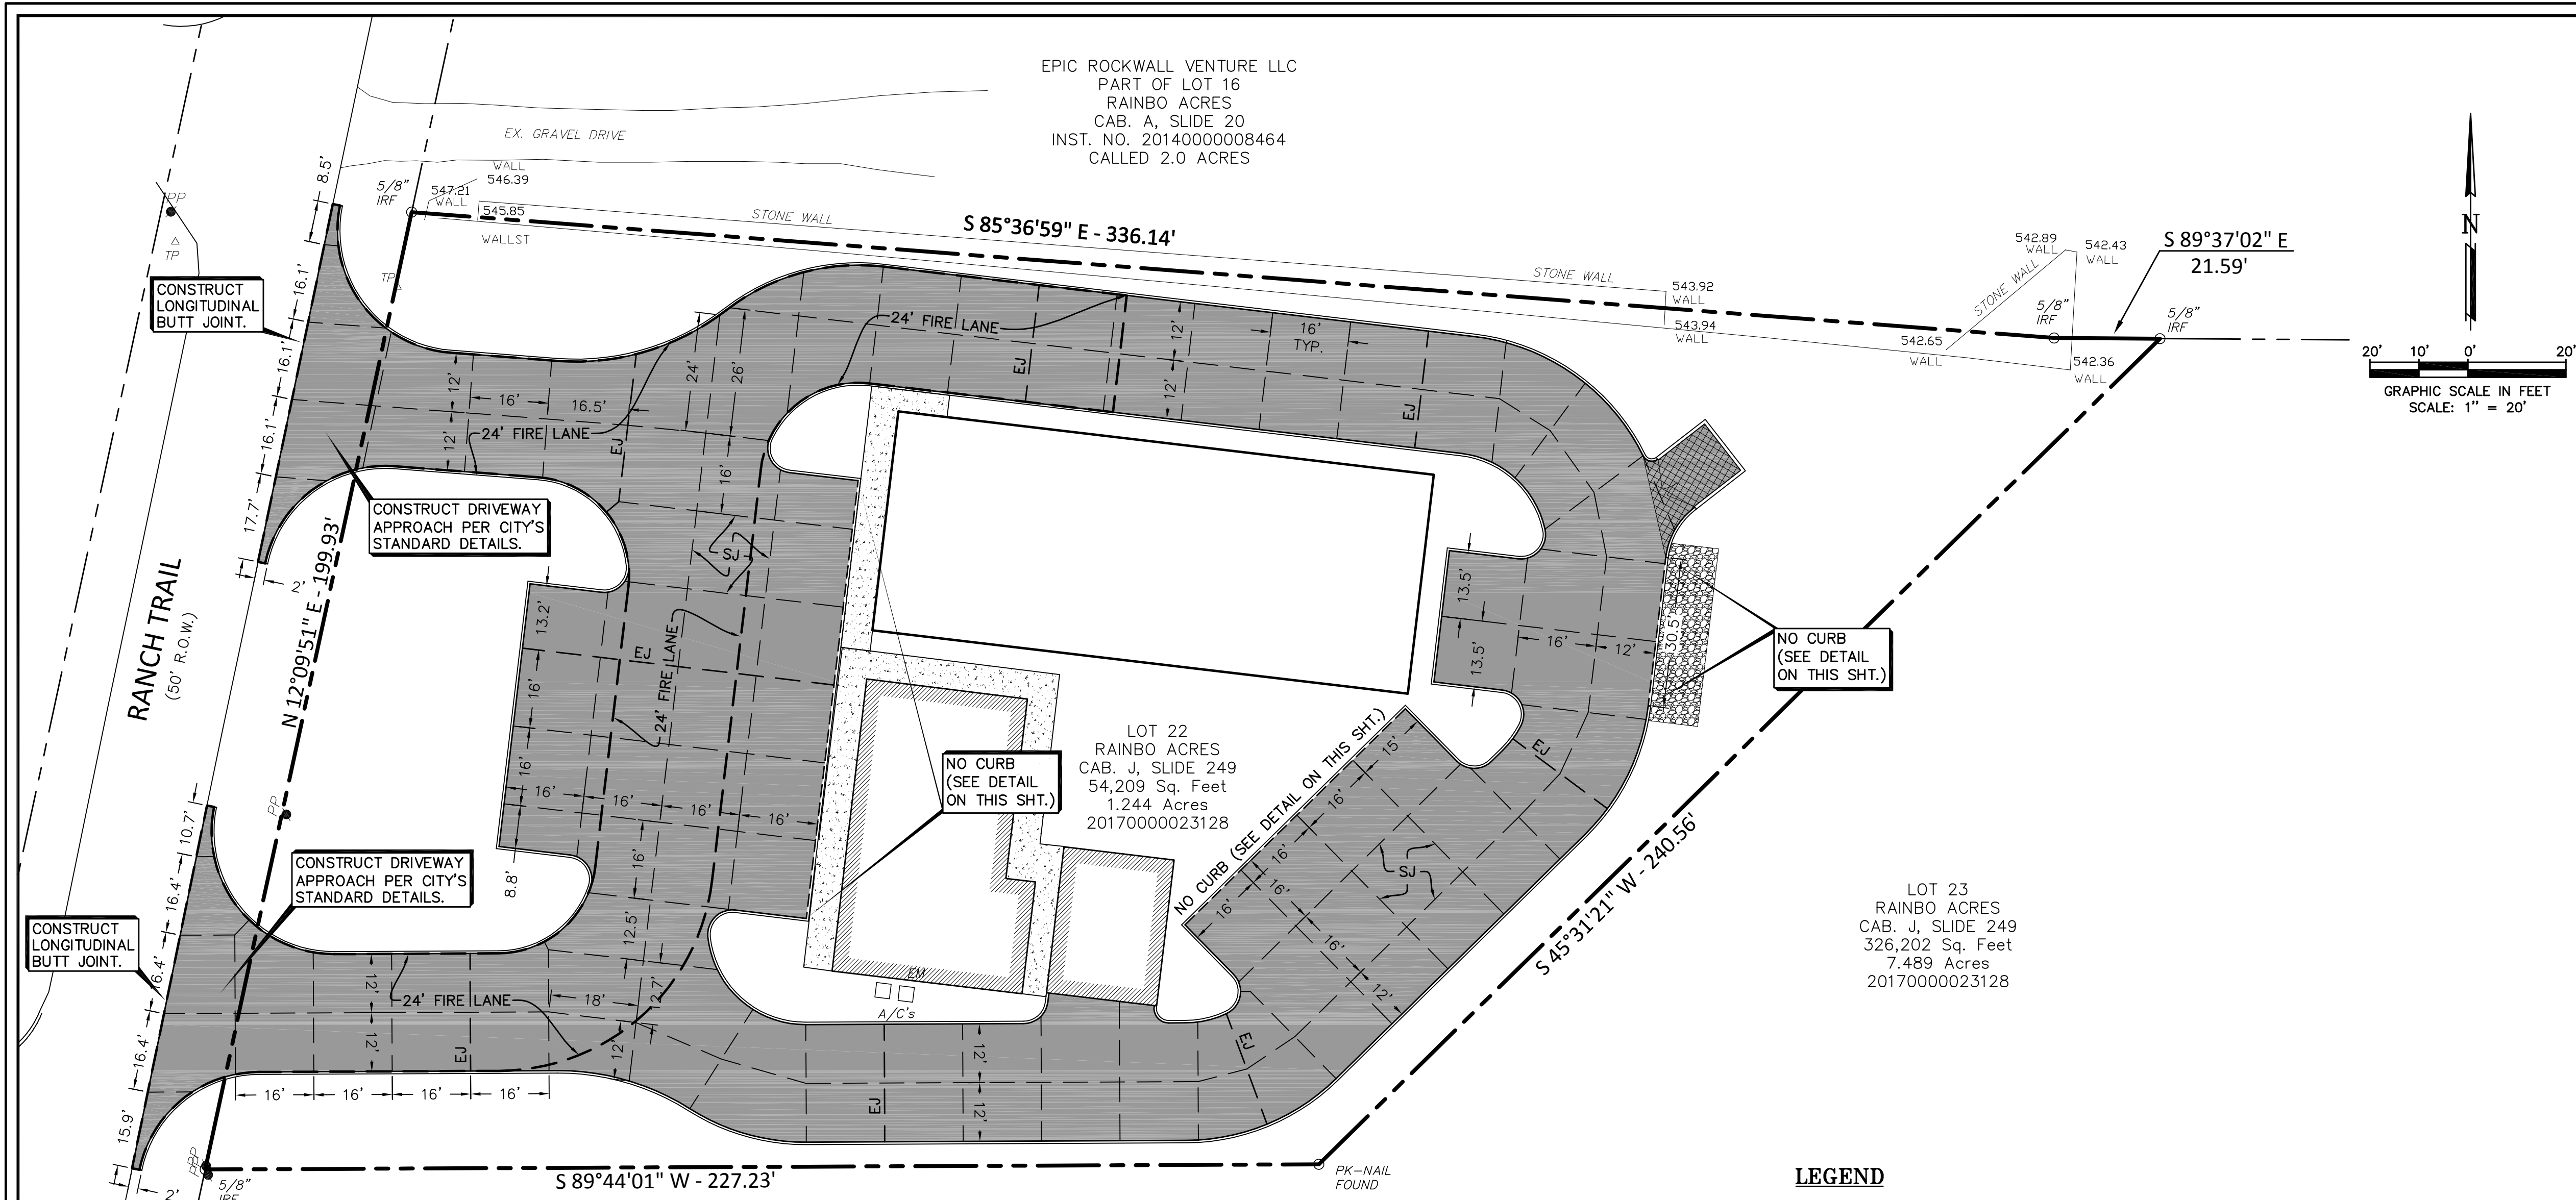 EPIC ROCKWALL VENTURE LLC
PART OF LOT 16
RAINBO ACRES
CAB. A, SLIDE 20
INST. NO. 20140000008464
CALLED 2.0 ACRES
EX. GRAVEL DRIVE
WALL
546.39
547.21
WALL
5/8"
IRF
545.85
WALLST
STONE WALL
S 85°36'59" E - 336.14'
STONE WALL
543.92
WALL
543.94
WALL
542.89
WALL
542.43
WALL
STONE WALL
542.65
WALL
542.36
WALL
5/8"
IRF
5/8"
IRF
S 89°37'02" E
21.59'
N
20' 10' 0' 20'
GRAPHIC SCALE IN FEET
SCALE: 1" = 20'
PP
TP
TP
8.5'
16.1'
16.1'
16.1'
17.7'
2'
CONSTRUCT
LONGITUDINAL
BUTT JOINT.
12'
12'
16'
16.5'
24' FIRE LANE
EJ
24'
26'
16'
24' FIRE LANE
EJ
12'
12'
16'
TYP.
EJ
CONSTRUCT DRIVEWAY
APPROACH PER CITY'S
STANDARD DETAILS.
SJ
RANCH TRAIL
(50' R.O.W.)
N 12°09'51" E - 199.93'
13.2'
EJ
16'
16'
24' FIRE LANE
16'
16'
16'
16'
8.8'
16'
12.5'
13.5'
13.5'
16'
12'
30.5'
NO CURB
(SEE DETAIL
ON THIS SHT.)
NO CURB
(SEE DETAIL
ON THIS SHT.)
LOT 22
RAINBO ACRES
CAB. J, SLIDE 249
54,209 Sq. Feet
1.244 Acres
20170000023128
NO CURB (SEE DETAIL ON THIS SHT.)
15'
16'
16'
16'
16'
16'
16'
12'
SJ
EJ
EJ
S 45°31'21" W - 240.56'
LOT 23
RAINBO ACRES
CAB. J, SLIDE 249
326,202 Sq. Feet
7.489 Acres
20170000023128
PP
10.7'
16.4'
16.4'
16.4'
15.9'
2'
CONSTRUCT DRIVEWAY
APPROACH PER CITY'S
STANDARD DETAILS.
CONSTRUCT
LONGITUDINAL
BUTT JOINT.
12'
12'
24' FIRE LANE
18'
EJ
12'
16'
16'
16'
16'
EM
A/C's
EJ
12'
12'
5/8"
IRF
S 89°44'01" W - 227.23'
PK-NAIL
FOUND
LEGEND